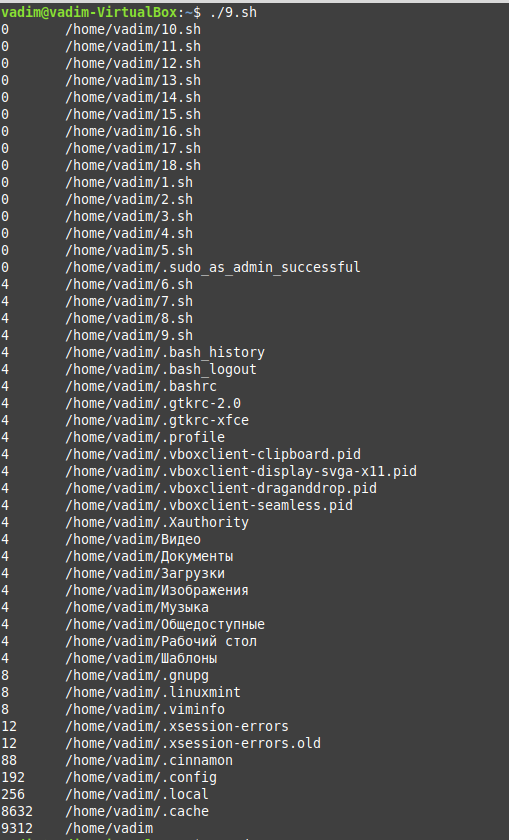 vadim@vadim-VirtualBox:~$ ./9.sh
0 /home/vadim/10.sh
0 /home/vadim/11.sh
0 /home/vadim/12.sh
0 /home/vadim/13.sh
0 /home/vadim/14.sh
0 /home/vadim/15.sh
0 /home/vadim/16.sh
0 /home/vadim/17.sh
0 /home/vadim/18.sh
0 /home/vadim/1.sh
0 /home/vadim/2.sh
0 /home/vadim/3.sh
0 /home/vadim/4.sh
0 /home/vadim/5.sh
0 /home/vadim/.sudo_as_admin_successful
4 /home/vadim/6.sh
4 /home/vadim/7.sh
4 /home/vadim/8.sh
4 /home/vadim/9.sh
4 /home/vadim/.bash_history
4 /home/vadim/.bash_logout
4 /home/vadim/.bashrc
4 /home/vadim/.gtkrc-2.0
4 /home/vadim/.gtkrc-xfce
4 /home/vadim/.profile
4 /home/vadim/.vboxclient-clipboard.pid
4 /home/vadim/.vboxclient-display-svga-x11.pid
4 /home/vadim/.vboxclient-draganddrop.pid
4 /home/vadim/.vboxclient-seamless.pid
4 /home/vadim/.Xauthority
4 /home/vadim/Видео
4 /home/vadim/Документы
4 /home/vadim/Загрузки
4 /home/vadim/Изображения
4 /home/vadim/Музыка
4 /home/vadim/Общедоступные
4 /home/vadim/Рабочий стол
4 /home/vadim/Шаблоны
8 /home/vadim/.gnupg
8 /home/vadim/.linuxmint
8 /home/vadim/.viminfo
12 /home/vadim/.xsession-errors
12 /home/vadim/.xsession-errors.old
88 /home/vadim/.cinnamon
192 /home/vadim/.config
256 /home/vadim/.local
8632 /home/vadim/.cache
9312 /home/vadim